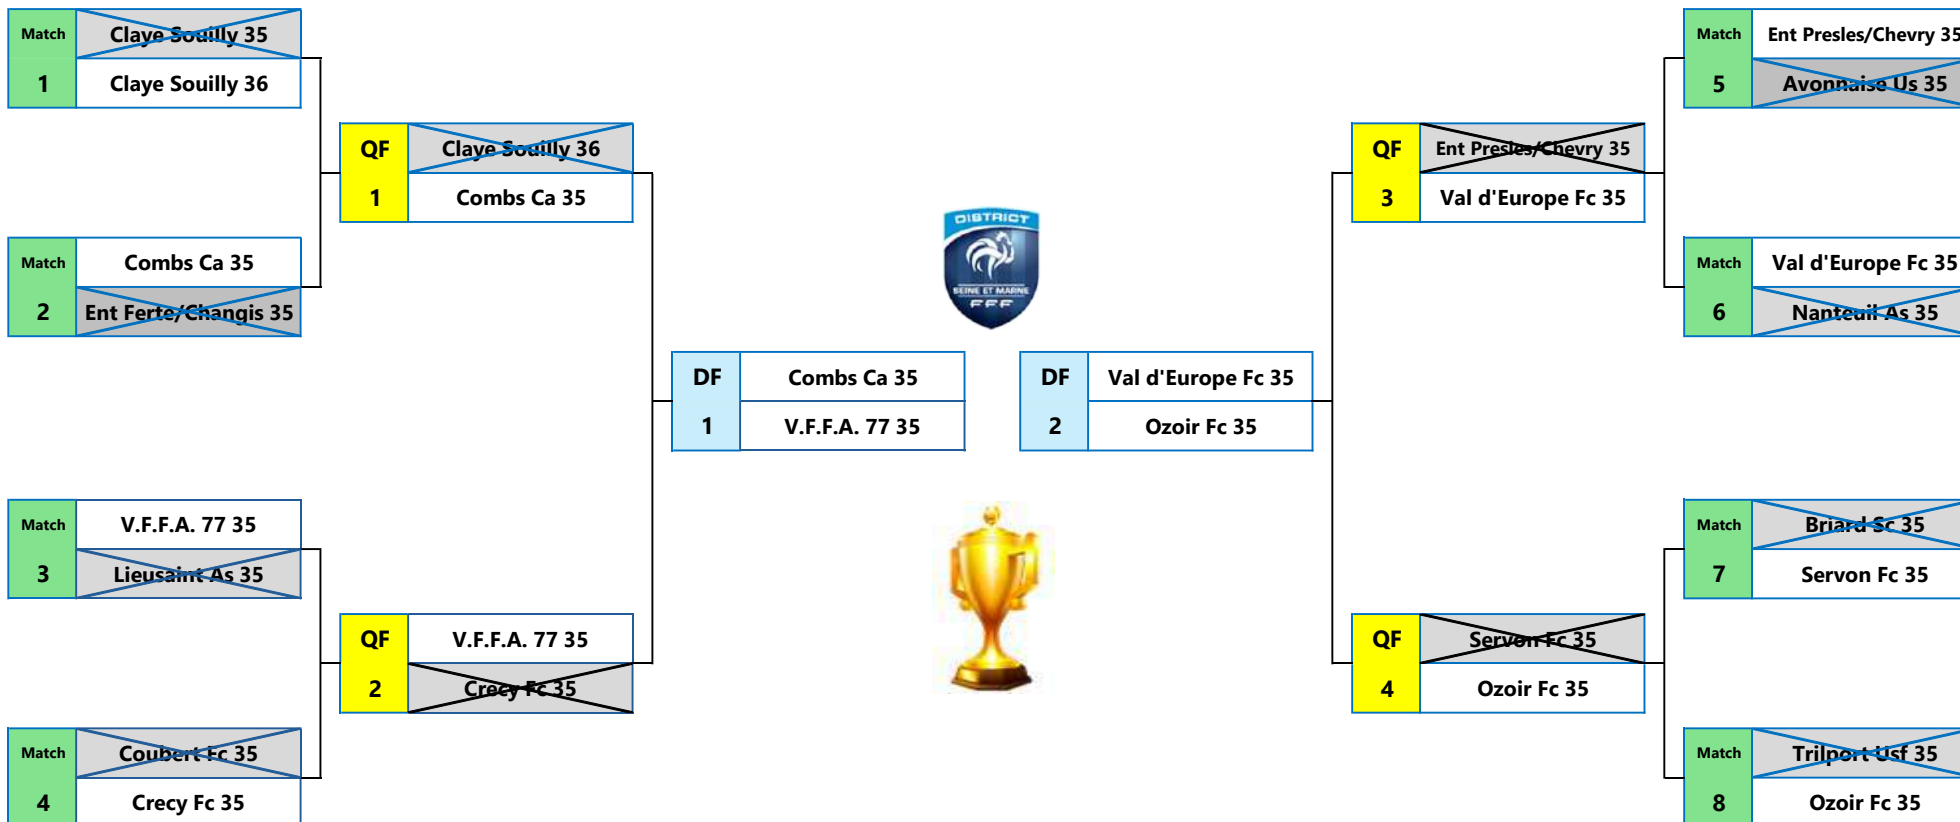 Match
Claye Souilly 35
1
Claye Souilly 36
QF
Claye Souilly 36
1
Combs Ca 35
Match
Combs Ca 35
2
Ent Ferte/Changis 35
DF
Combs Ca 35
1
V.F.F.A. 77 35
Match
V.F.F.A. 77 35
3
Lieusaint As 35
QF
V.F.F.A. 77 35
2
Crecy Fc 35
Match
Coubert Fc 35
4
Crecy Fc 35
DISTRICT
SEINE ET MARNE
FFF
DF
Val d'Europe Fc 35
2
Ozoir Fc 35
QF
Ent Presles/Chevry 35
3
Val d'Europe Fc 35
QF
Servon Fc 35
4
Ozoir Fc 35
Match
Ent Presles/Chevry 35
5
Avonnaise Us 35
Match
Val d'Europe Fc 35
6
Nanteuil As 35
Match
Briard Sc 35
7
Servon Fc 35
Match
Trilport Usf 35
8
Ozoir Fc 35